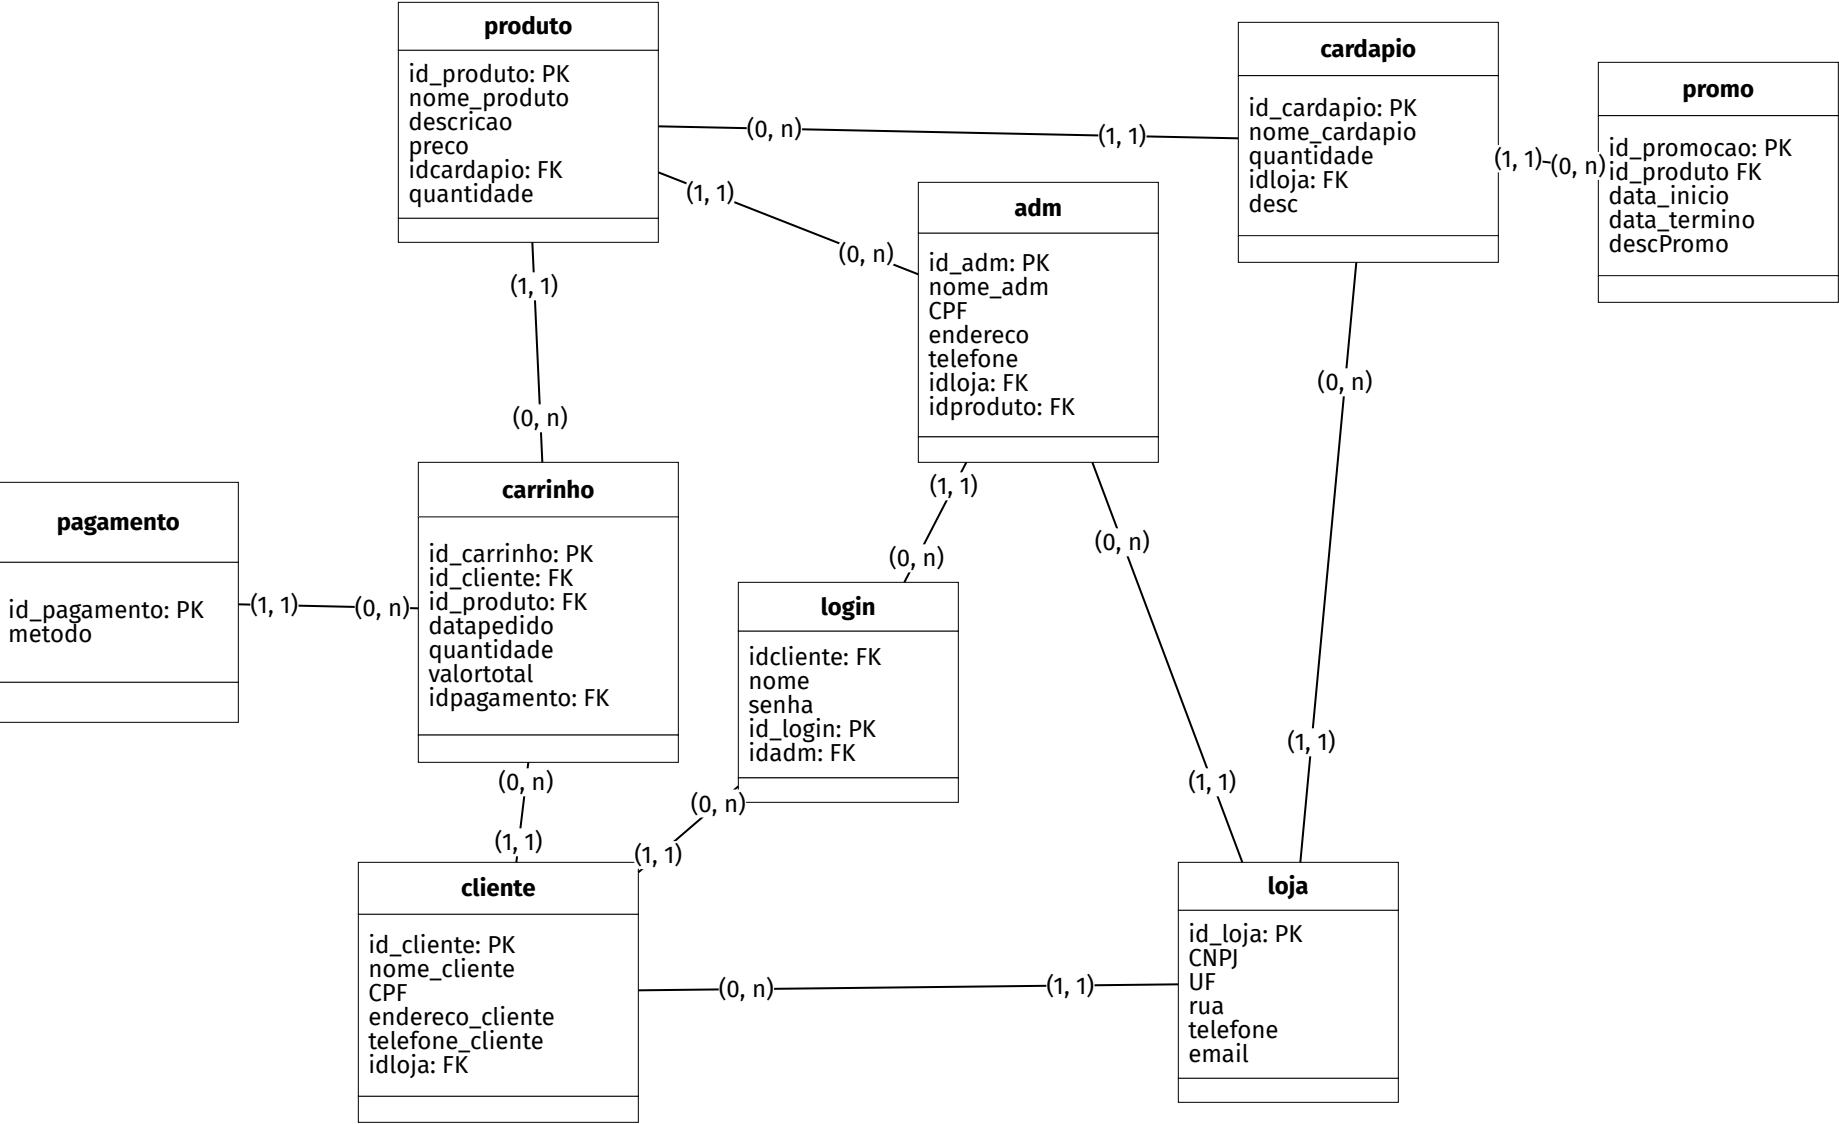 produto
id_produto: PK
nome_produto
descricao
preco
idcardapio: FK
quantidade
(0, n)
(1, 1)
cardapio
id_cardapio: PK
nome_cardapio
quantidade
idloja: FK
desc
(1, 1)
(0, n)
promo
id_promocao: PK
id_produto FK
data_inicio
data_termino
descPromo
(1, 1)
(0, n)
adm
id_adm: PK
nome_adm
CPF
endereco
telefone
idloja: FK
idproduto: FK
(1, 1)
(0, n)
(0, n)
(1, 1)
pagamento
id_pagamento: PK
metodo
(1, 1)
(0, n)
carrinho
id_carrinho: PK
id_cliente: FK
id_produto: FK
datapedido
quantidade
valortotal
idpagamento: FK
(1, 1)
(0, n)
login
idcliente: FK
nome
senha
id_login: PK
idadm: FK
(0, n)
(1, 1)
(0, n)
(1, 1)
(0, n)
(1, 1)
cliente
id_cliente: PK
nome_cliente
CPF
endereco_cliente
telefone_cliente
idloja: FK
(0, n)
(1, 1)
loja
id_loja: PK
CNPJ
UF
rua
telefone
email